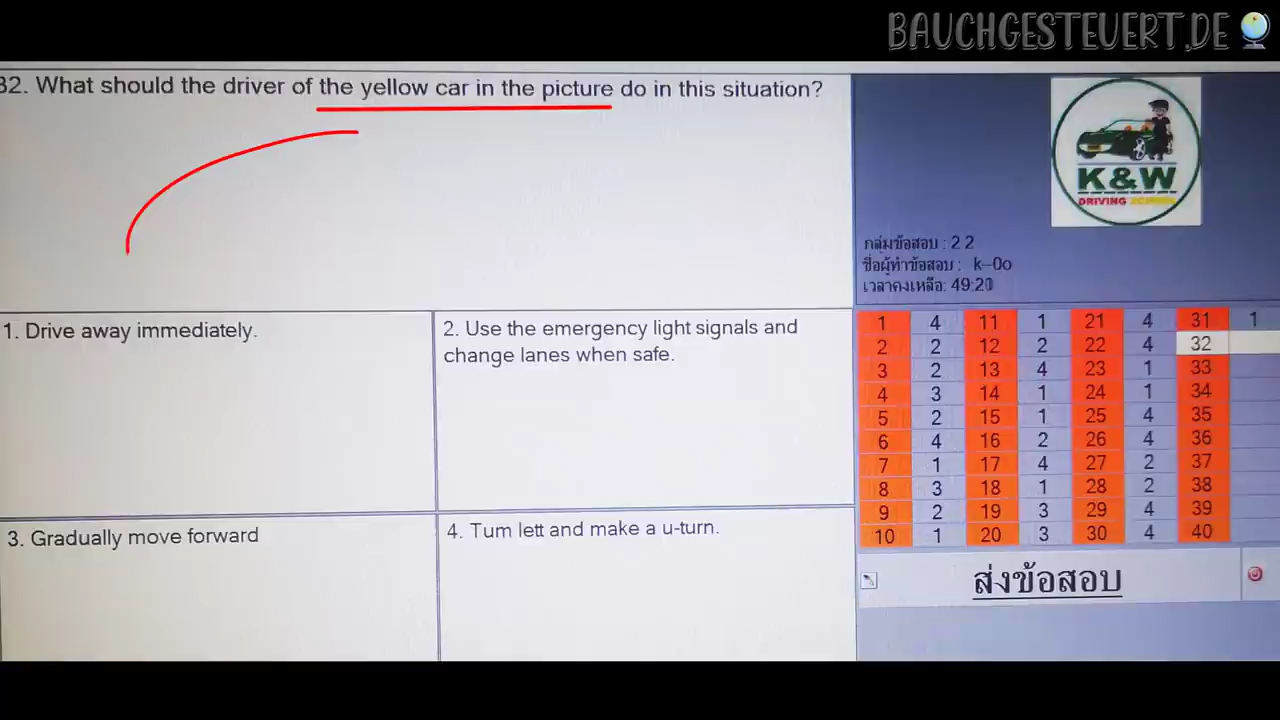 BAUCHGESTEUERT.DE
32. What should the driver of the yellow car in the picture do in this situation?
1. Drive away immediately.
2. Use the emergency light signals and
change lanes when safe.
3. Gradually move forward
4. Tum lett and make a u-turn.
K&W
DRIVING SCHOOL
กลุ่มข้อสอบ : 2 2
ชื่อผู้ทำข้อสอบ : k-0o
เวลาคงเหลือ: 49:20
1 4 11 1 21 4 31 1
2 2 12 2 22 4 32
3 2 13 4 23 1 33
4 3 14 1 24 1 34
5 2 15 1 25 4 35
6 4 16 2 26 4 36
7 1 17 4 27 2 37
8 3 18 1 28 2 38
9 2 19 3 29 4 39
10 1 20 3 30 4 40
ส่งข้อสอบ